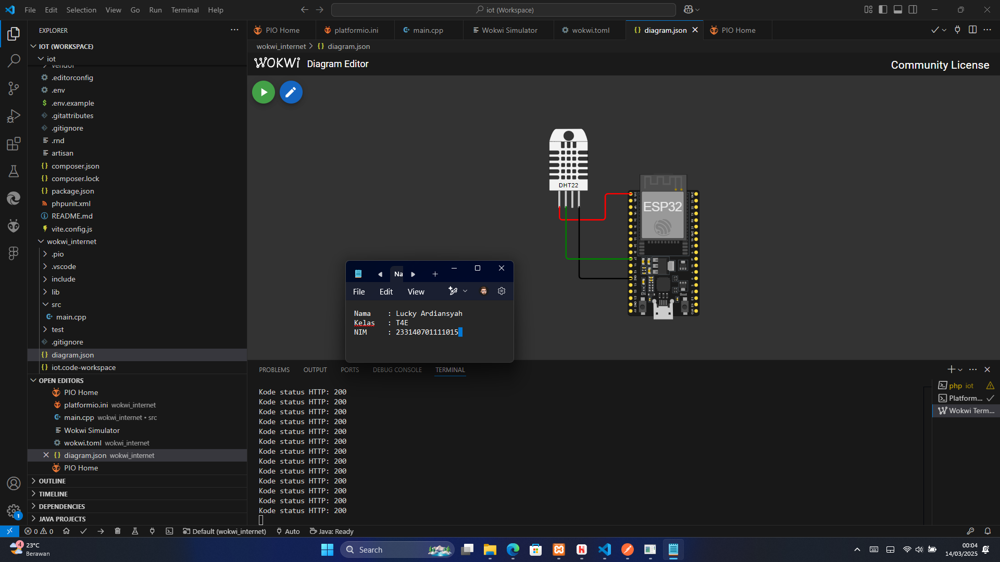 File Edit Selection View Go Run Terminal Help
iot (Workspace)
EXPLORER
IOT (WORKSPACE)
iot
vendor
.editorconfig
.env
$ .env.example
.gitattributes
.gitignore
.rnd
artisan
{} composer.json
{} composer.lock
{} package.json
phpunit.xml
README.md
vite.config.js
wokwi_internet
.pio
.vscode
include
lib
src
main.cpp
test
.gitignore
{} diagram.json
{} iot.code-workspace
OPEN EDITORS
PIO Home
platformio.ini wokwi_internet
main.cpp wokwi_internet • src
Wokwi Simulator
wokwi.toml wokwi_internet
{} diagram.json wokwi_internet
PIO Home
OUTLINE
TIMELINE
DEPENDENCIES
JAVA PROJECTS
PIO Home platformio.ini main.cpp Wokwi Simulator wokwi.toml {} diagram.json PIO Home
wokwi_internet > {} diagram.json
WOKWi Diagram Editor
Community License
DHT22
ESP32
EN Boot
Na
File Edit View
Nama : Lucky Ardiansyah
Kelas : T4E
NIM : 233140701111015
PROBLEMS OUTPUT PORTS DEBUG CONSOLE TERMINAL
Kode status HTTP: 200
Kode status HTTP: 200
Kode status HTTP: 200
Kode status HTTP: 200
Kode status HTTP: 200
Kode status HTTP: 200
Kode status HTTP: 200
Kode status HTTP: 200
Kode status HTTP: 200
Kode status HTTP: 200
Kode status HTTP: 200
Kode status HTTP: 200
Kode status HTTP: 200
php iot
Platform...
Wokwi Term...
1
0 0 Default (wokwi_internet) Auto Java: Ready
4
23°C
Berawan
Search
00:04
14/03/2025